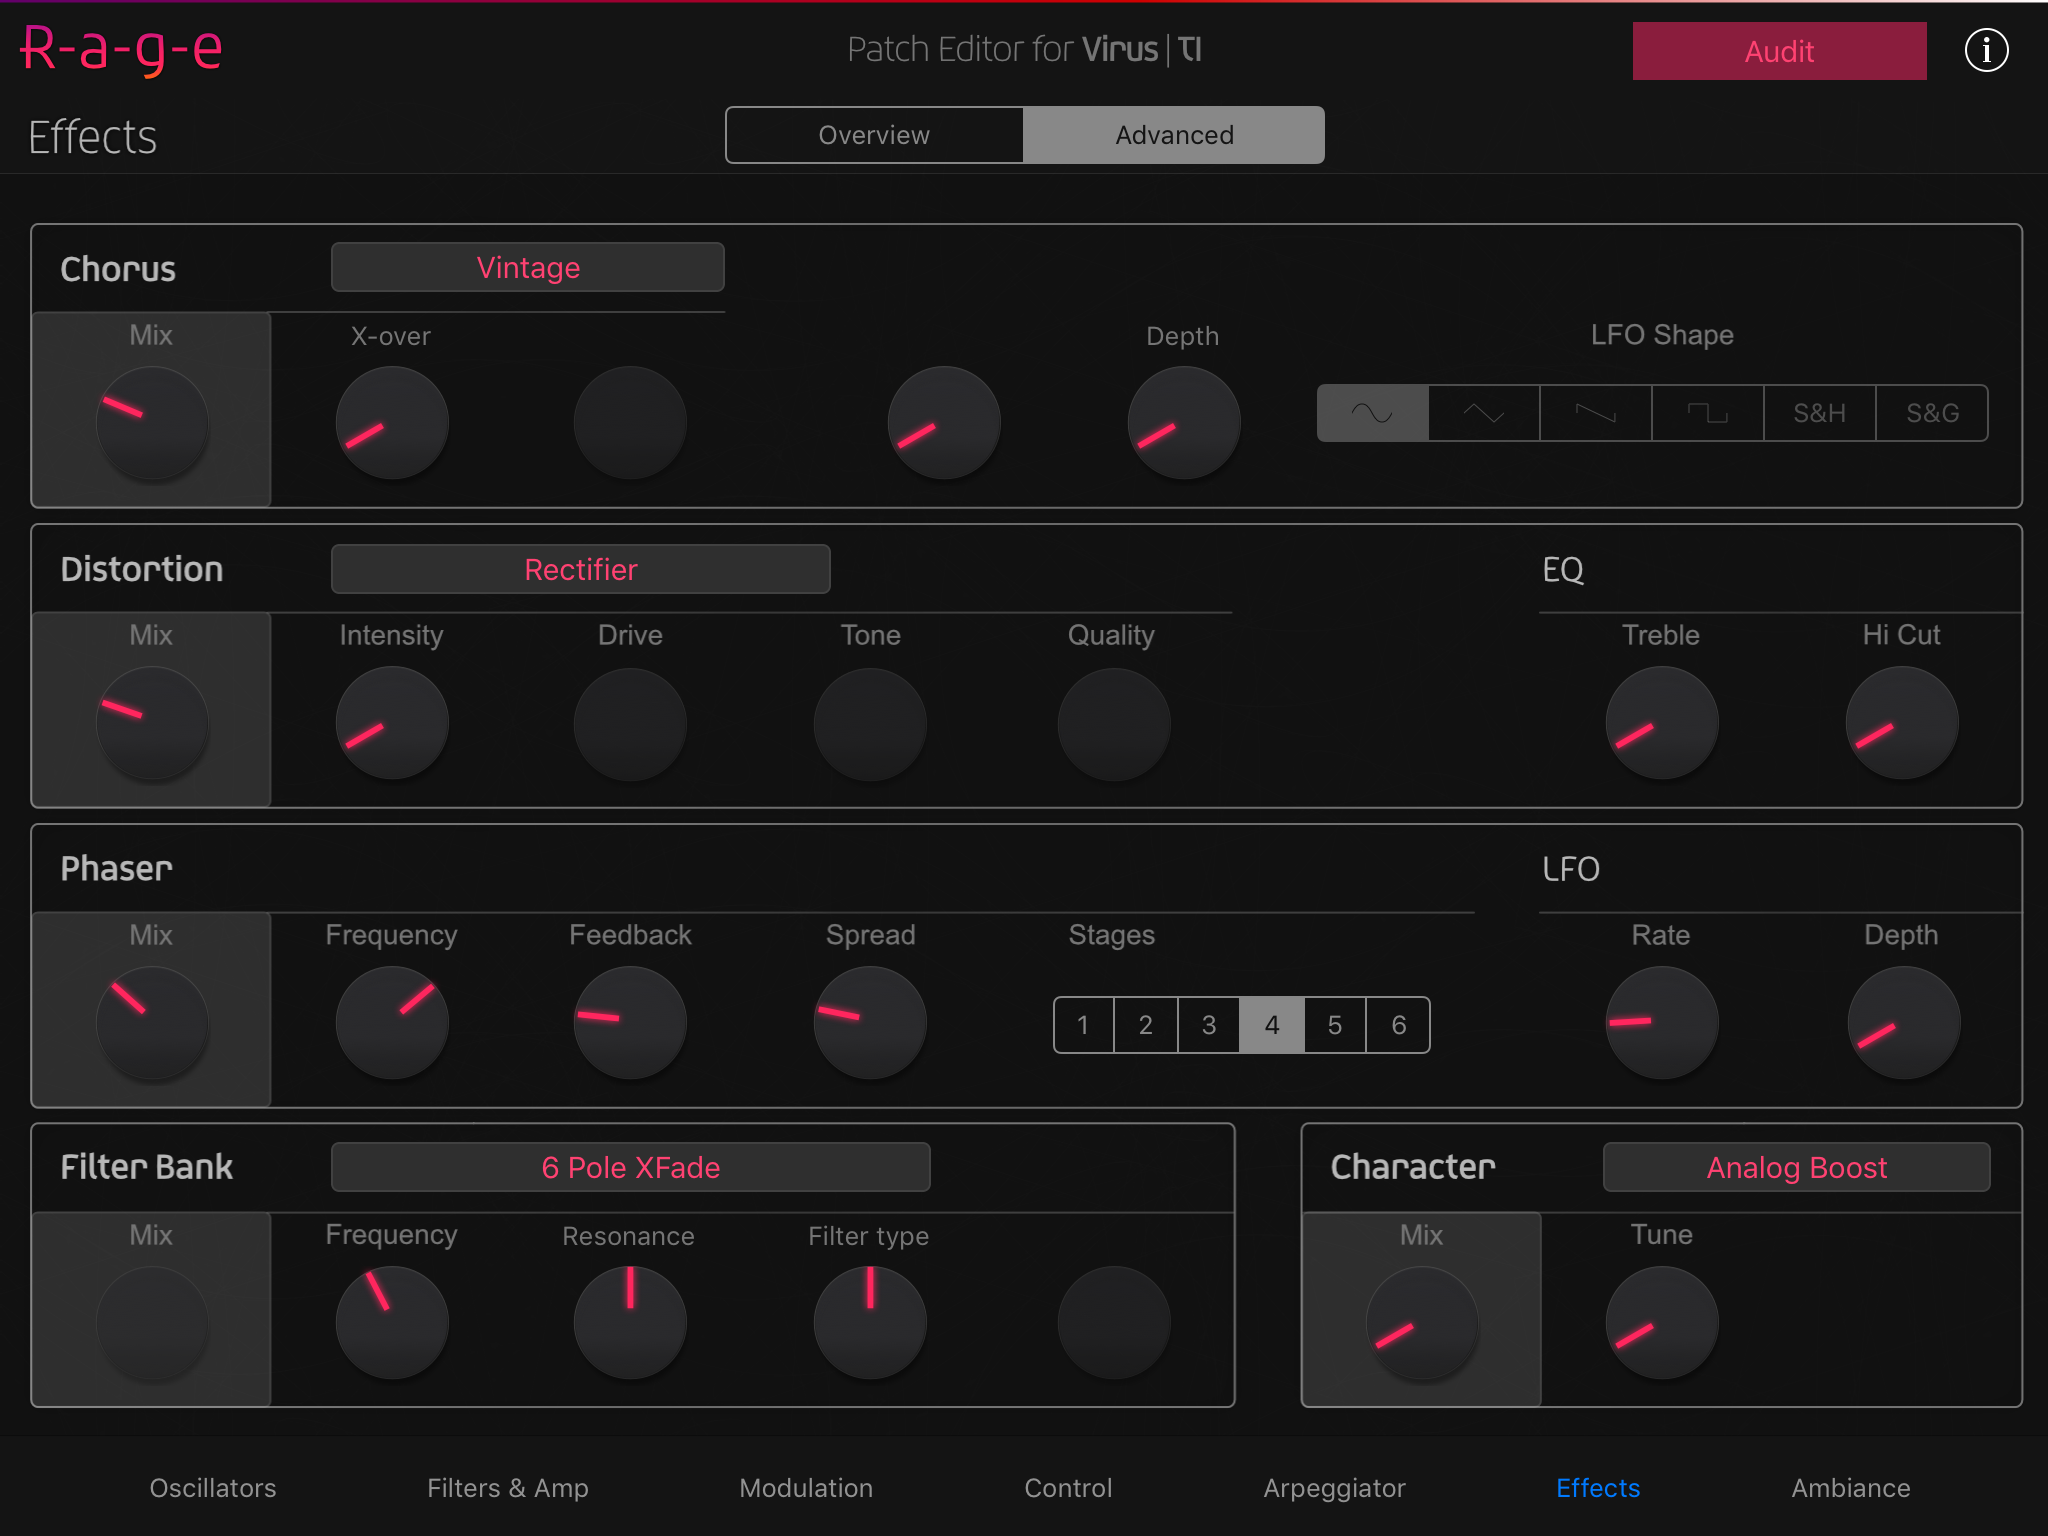 R-a-g-e
Patch Editor for Virus|TI
Audit
i
Effects
Overview
Advanced
Chorus
Vintage
Mix
X-over
Depth
LFO Shape
S&H
S&G
Distortion
Rectifier
EQ
Mix
Intensity
Drive
Tone
Quality
Treble
Hi Cut
Phaser
LFO
Mix
Frequency
Feedback
Spread
Stages
Rate
Depth
1 2 3 4 5 6
Filter Bank
6 Pole XFade
Character
Analog Boost
Mix
Frequency
Resonance
Filter type
Mix
Tune
Oscillators
Filters & Amp
Modulation
Control
Arpeggiator
Effects
Ambiance